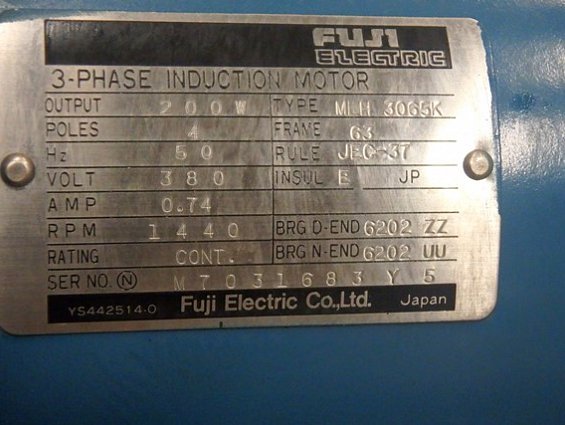 FUJI
ELECTRIC
3-PHASE INDUCTION MOTOR
OUTPUT 200W TYPE MLH 3065K
POLES 4 FRAME 63
Hz 50 RULE JEC-37
VOLT 380 INSUL E JP
AMP 0.74
RPM 1440 BRG D-END 6202 ZZ
RATING CONT. BRG N-END 6202 UU
SER NO. N M7031683Y5
YS442514-0 Fuji Electric Co.,Ltd. Japan